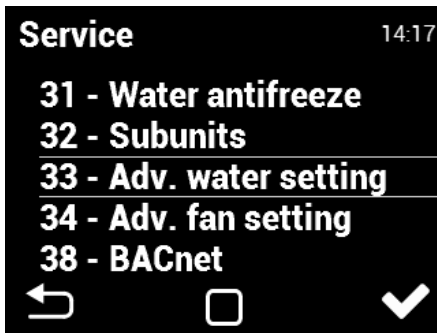 Service 14:17
31 - Water antifreeze
32 - Subunits
33 - Adv. water setting
34 - Adv. fan setting
38 - BACnet